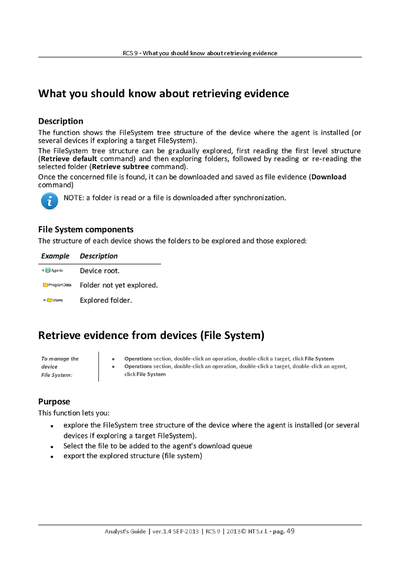 RCS 9 - What you should know about retrieving evidence
What you should know about retrieving evidence
Description
The function shows the FileSystem tree structure of the device where the agent is installed (or
several devices if exploring a target FileSystem).
The FileSystem tree structure can be gradually explored, first reading the first level structure
(Retrieve default command) and then exploring folders, followed by reading or re-reading the
selected folder (Retrieve subtree command).
Once the concerned file is found, it can be downloaded and saved as file evidence (Download
command)
NOTE: a folder is read or a file is downloaded after synchronization.
File System components
The structure of each device shows the folders to be explored and those explored:
Example Description
Device root.
ProgramData Folder not yet explored.
Explored folder.
Retrieve evidence from devices (File System)
To manage the
device
File System:
• Operations section, double-click an operation, double-click a target, click File System
• Operations section, double-click an operation, double-click a target, double-click an agent,
click File System
Purpose
This function lets you:
• explore the FileSystem tree structure of the device where the agent is installed (or several
devices if exploring a target FileSystem).
• Select the file to be added to the agent's download queue
• export the explored structure (file system)
Analyst's Guide | ver.1.4 SEP-2013 | RCS 9 | 2013© HT S.r.l. - pag. 49